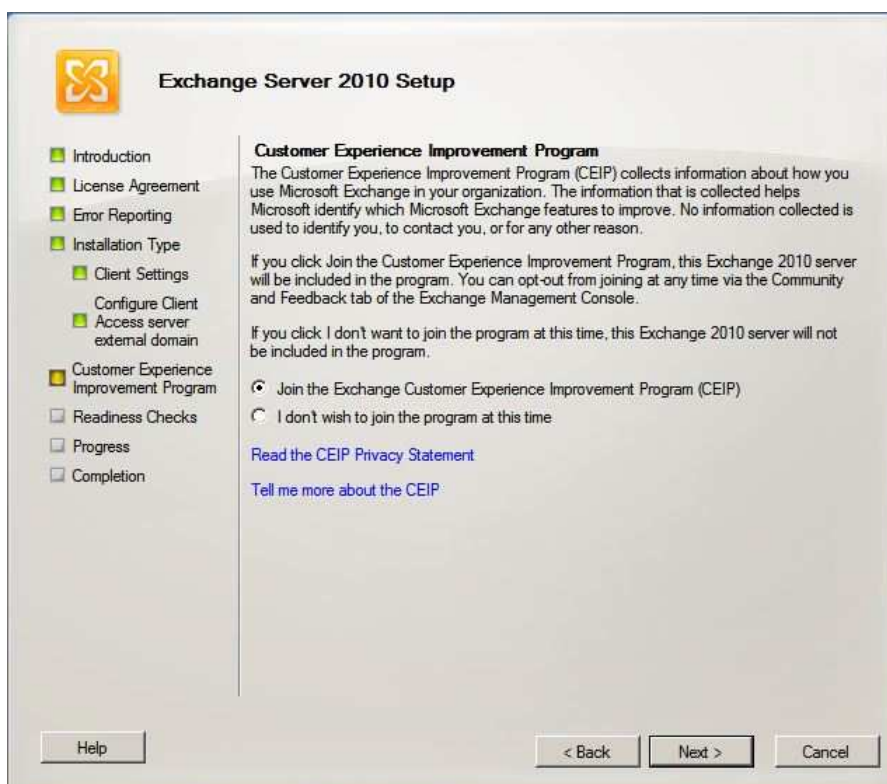 Exchange Server 2010 Setup
Introduction
License Agreement
Error Reporting
Installation Type
Client Settings
Configure Client
Access server
external domain
Customer Experience
Improvement Program
Readiness Checks
Progress
Completion
Customer Experience Improvement Program
The Customer Experience Improvement Program (CEIP) collects information about how you
use Microsoft Exchange in your organization. The information that is collected helps
Microsoft identify which Microsoft Exchange features to improve. No information collected is
used to identify you, to contact you, or for any other reason.
If you click Join the Customer Experience Improvement Program, this Exchange 2010 server
will be included in the program. You can opt-out from joining at any time via the Community
and Feedback tab of the Exchange Management Console.
If you click I don't want to join the program at this time, this Exchange 2010 server will not
be included in the program.
Join the Exchange Customer Experience Improvement Program (CEIP)
I don't wish to join the program at this time
Read the CEIP Privacy Statement
Tell me more about the CEIP
Help
< Back
Next >
Cancel